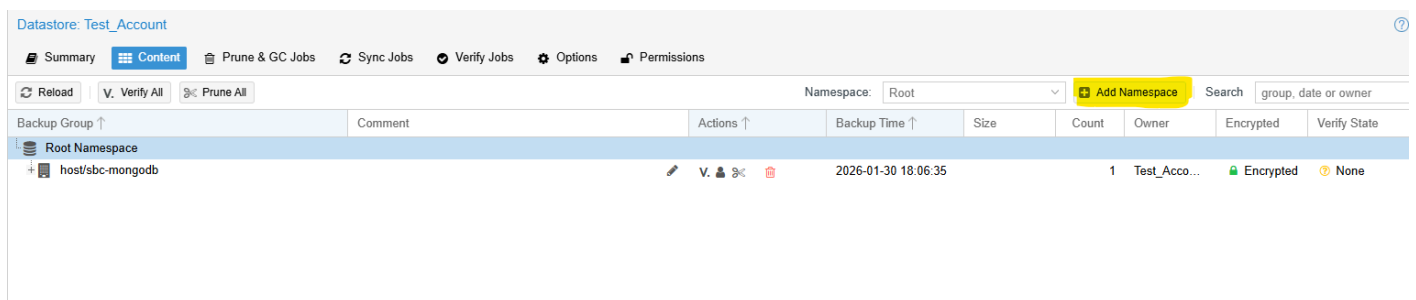 Datastore: Test_Account
Summary Content Prune & GC Jobs Sync Jobs Verify Jobs Options Permissions
Reload V. Verify All Prune All Namespace: Root Add Namespace Search group, date or owner
Backup Group ↑ Comment Actions ↑ Backup Time ↑ Size Count Owner Encrypted Verify State
Root Namespace
host/sbc-mongodb V. 2026-01-30 18:06:35 1 Test_Acco... Encrypted None